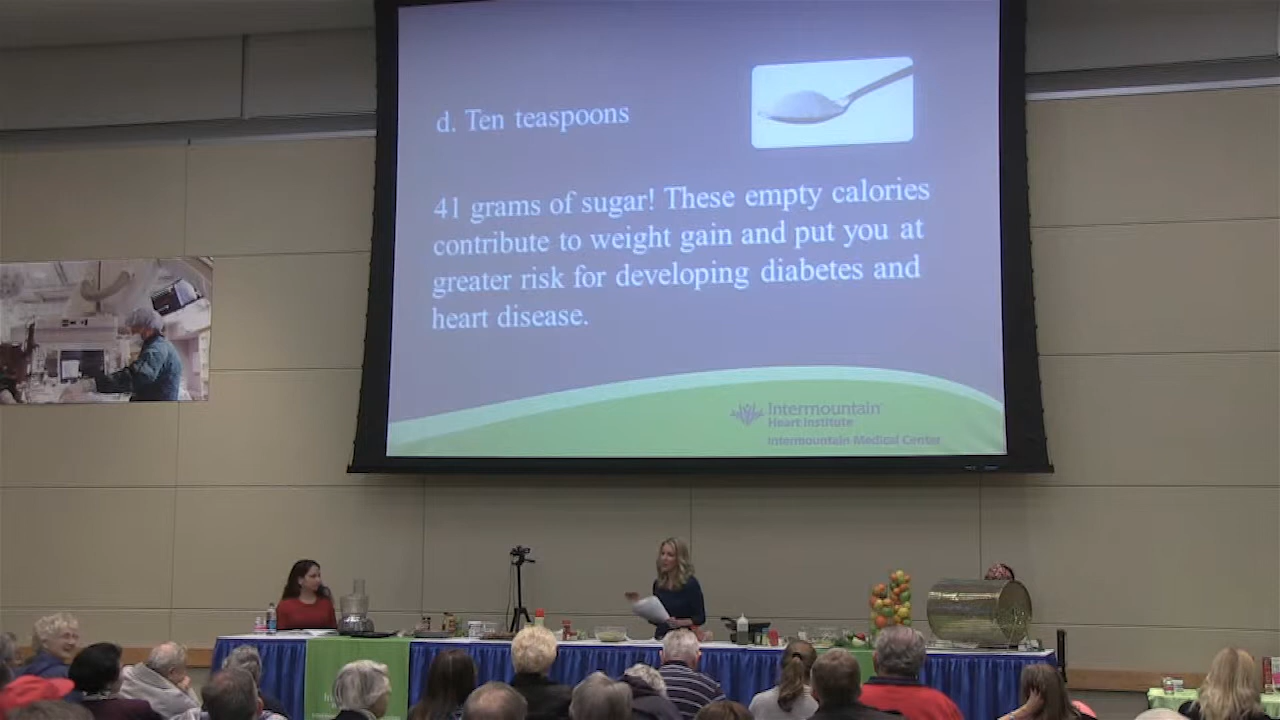 d. Ten teaspoons
41 grams of sugar! These empty calories
contribute to weight gain and put you at
greater risk for developing diabetes and
heart disease.
Intermountain
Heart Institute
Intermountain Medical Center